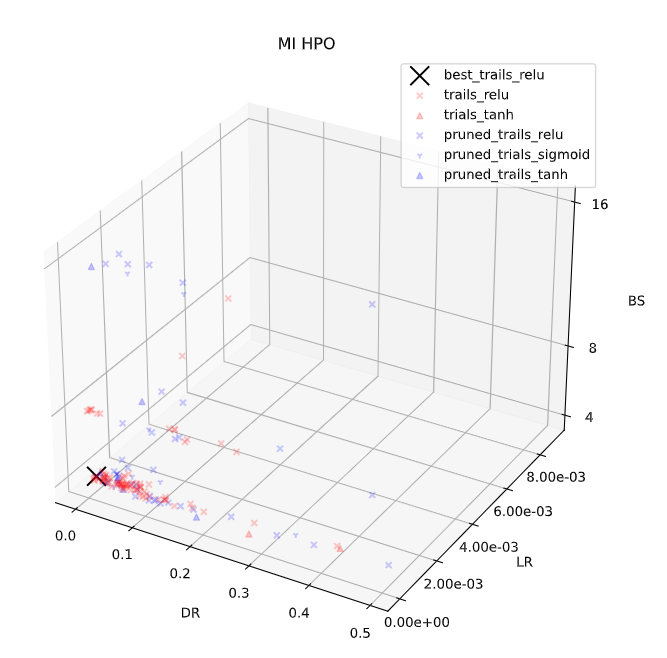 MI HPO
best_trails_relu
trails_relu
trials_tanh
pruned_trails_relu
pruned_trials_sigmoid
pruned_trails_tanh
16
BS
8
4
8.00e-03
6.00e-03
4.00e-03
LR
2.00e-03
0.00e+00
0.0
0.1
0.2
0.3
0.4
0.5
DR